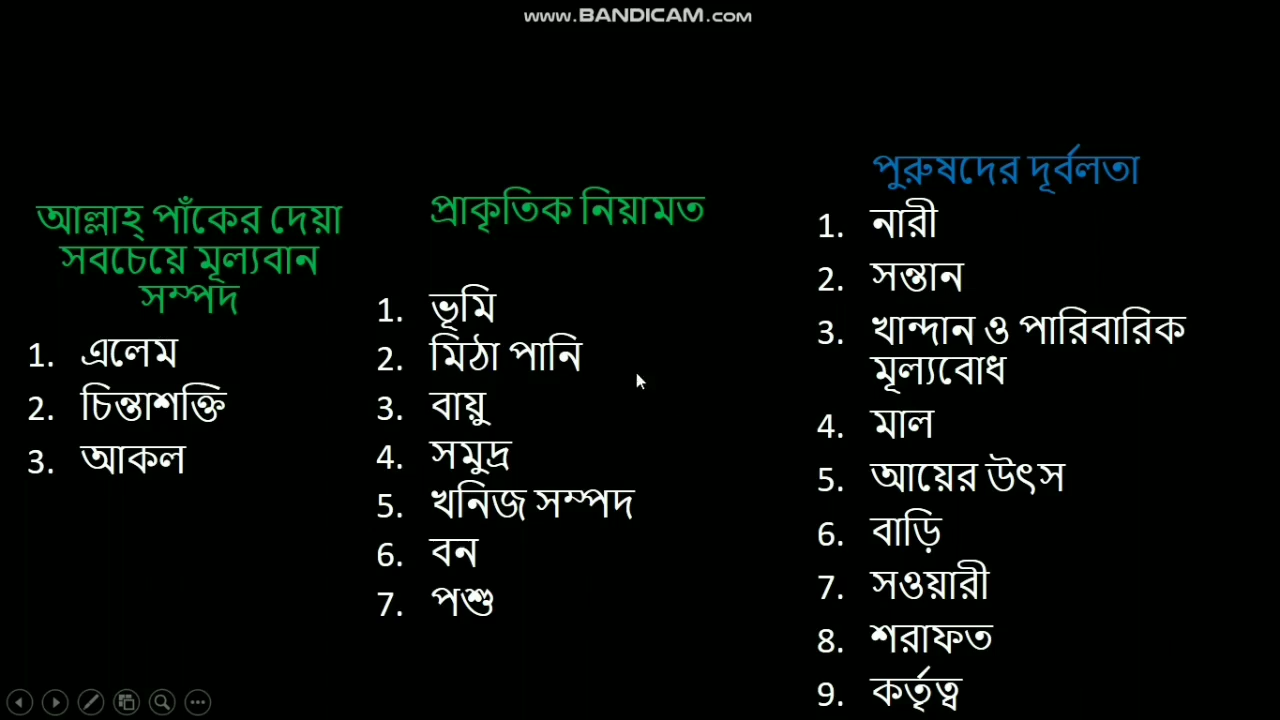 www.BANDICAM.com
আল্লাহ্ পাঁকের দেয়া
সবচেয়ে মূল্যবান
সম্পদ
1. এলেম
2. চিন্তাশক্তি
3. আকল
প্রাকৃতিক নিয়ামত
1. ভূমি
2. মিঠা পানি
3. বায়ু
4. সমুদ্র
5. খনিজ সম্পদ
6. বন
7. পশু
পুরুষদের দূর্বলতা
1. নারী
2. সন্তান
3. খান্দান ও পারিবারিক
মূল্যবোধ
4. মাল
5. আয়ের উৎস
6. বাড়ি
7. সওয়ারী
8. শরাফত
9. কর্তৃত্ব